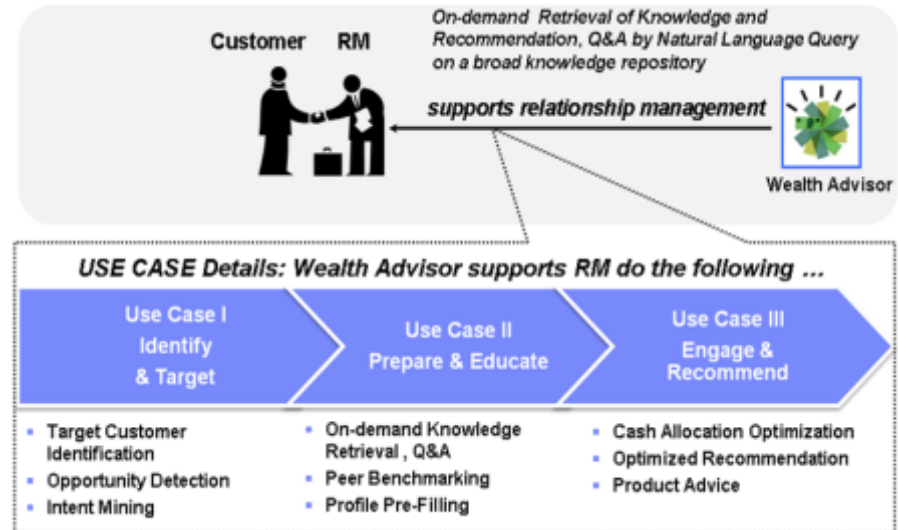 Customer RM
On-demand Retrieval of Knowledge and
Recommendation, Q&A by Natural Language Query
on a broad knowledge repository
supports relationship management
Wealth Advisor
USE CASE Details: Wealth Advisor supports RM do the following ...
Use Case I
Identify
& Target
Use Case II
Prepare & Educate
Use Case III
Engage &
Recommend
▪ Target Customer
Identification
▪ Opportunity Detection
▪ Intent Mining
▪ On-demand Knowledge
Retrieval , Q&A
▪ Peer Benchmarking
▪ Profile Pre-Filling
▪ Cash Allocation Optimization
▪ Optimized Recommendation
▪ Product Advice